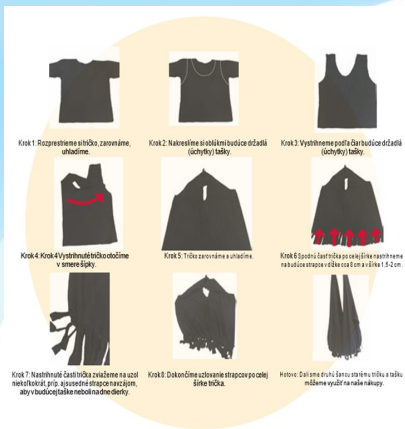 Krok 1: Rozprestrieme si tričko, zarovnáme,
uhladíme.
Krok 2: Nakreslíme si oblúkmi budúce držadlá
(úchytky) tašky.
Krok 3: Vystrihneme podľa čiar budúce držadlá
(úchytky) tašky.
Krok 4: Krok 4 Vystrihnuté tričko otočíme
v smere šípky.
Krok 5: Tričko zarovnáme a uhladíme.
Krok 6 Spodnú časť trička po celej šírke nastrihneme
na budúce strapce v dĺžke cca 8 cm a v šírke 1,5-2 cm.
Krok 7: Nastrihnuté časti trička zviažeme na uzol
niekoľkokrát, príp. aj susedné strapce navzájom,
aby v budúcej taške neboli na dne dierky.
Krok 8: Dokončíme uzlovanie strapcov po celej
šírke trička.
Hotovo: Dali sme druhú šancu starému tričku a tašku
môžeme využiť na naše nákupy.